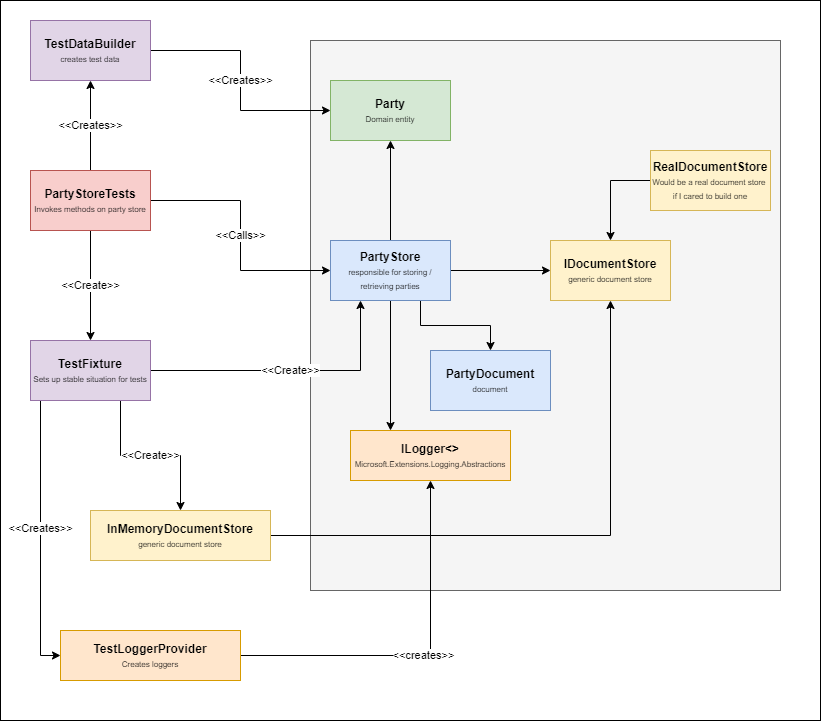 TestDataBuilder
creates test data
<<Creates>>
Party
Domain entity
<<Creates>>
RealDocumentStore
Would be a real document store
if I cared to build one
PartyStoreTests
Invokes methods on party store
<<Calls>>
PartyStore
responsible for storing /
retrieving parties
IDocumentStore
generic document store
<<Create>>
TestFixture
Sets up stable situation for tests
<<Create>>
PartyDocument
document
ILogger<>
Microsoft.Extensions.Logging.Abstractions
<<Create>>
<<Creates>>
InMemoryDocumentStore
generic document store
TestLoggerProvider
Creates loggers
<<creates>>